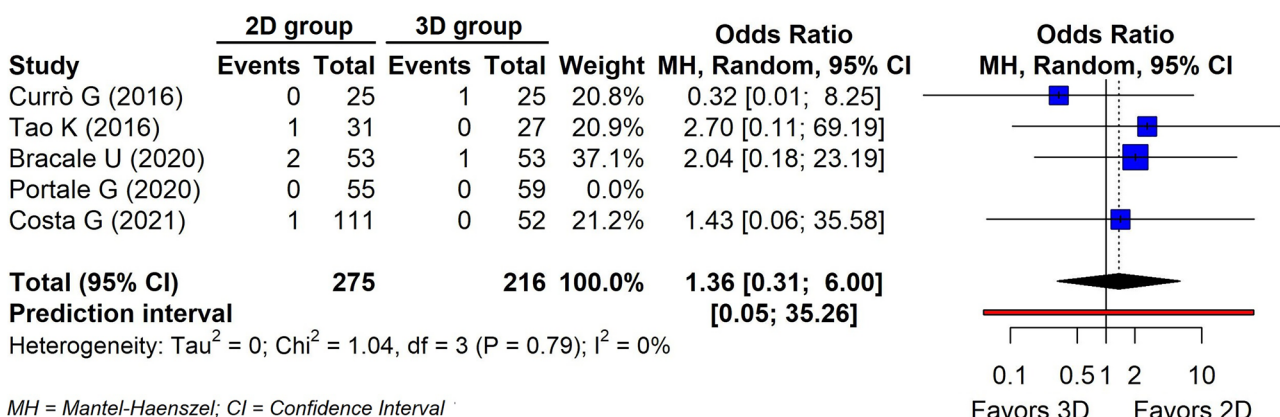 2D group 3D group Odds Ratio Odds Ratio
Study Events Total Events Total Weight MH, Random, 95% CI MH, Random, 95% CI
Currò G (2016) 0 25 1 25 20.8% 0.32 [0.01; 8.25]
Tao K (2016) 1 31 0 27 20.9% 2.70 [0.11; 69.19]
Bracale U (2020) 2 53 1 53 37.1% 2.04 [0.18; 23.19]
Portale G (2020) 0 55 0 59 0.0%
Costa G (2021) 1 111 0 52 21.2% 1.43 [0.06; 35.58]
Total (95% CI) 275 216 100.0% 1.36 [0.31; 6.00]
Prediction interval [0.05; 35.26]
Heterogeneity: Tau² = 0; Chi² = 1.04, df = 3 (P = 0.79); I² = 0%
0.1 0.5 1 2 10
MH = Mantel-Haenszel; CI = Confidence Interval
Favors 3D Favors 2D